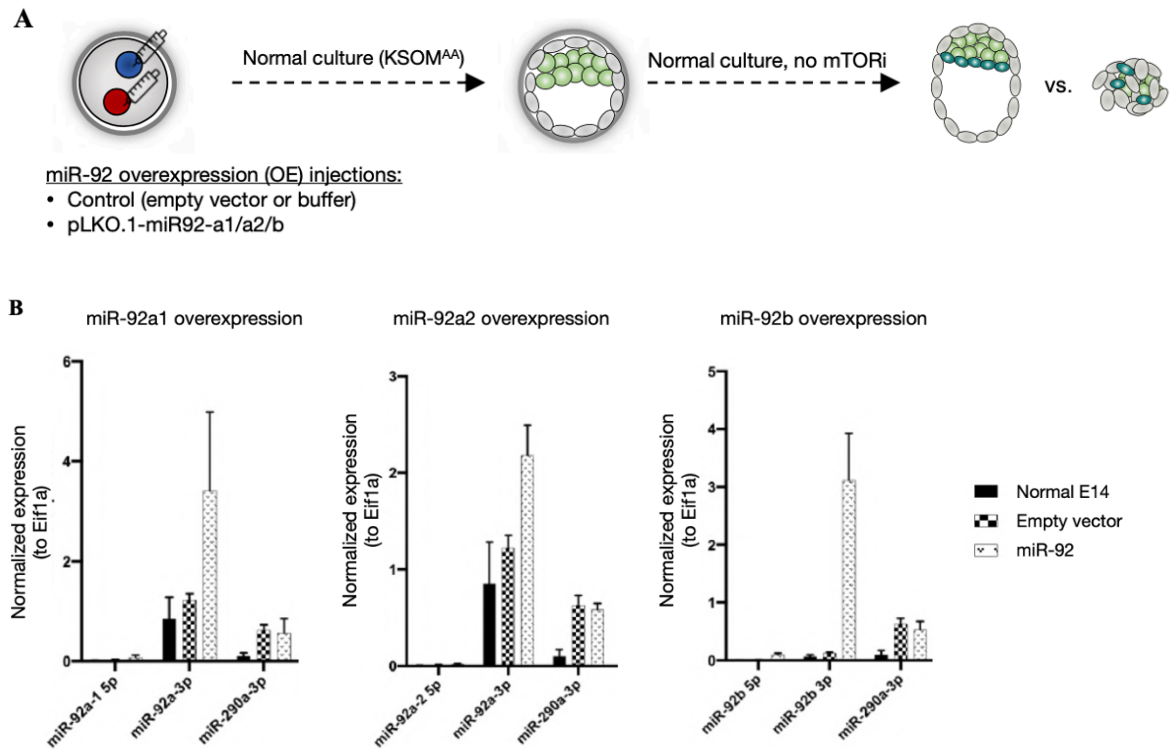 A
Normal culture (KSOMAA)
Normal culture, no mTORi
vs.
miR-92 overexpression (OE) injections:
• Control (empty vector or buffer)
• pLKO.1-miR92-a1/a2/b
B
miR-92a1 overexpression
Normalized expression
(to Eif1a)
6
4
2
0
miR-92a-1 5p
miR-92a-3p
miR-290a-3p
miR-92a2 overexpression
Normalized expression
(to Eif1a)
3
2
1
0
miR-92a-2 5p
miR-92a-3p
miR-290a-3p
miR-92b overexpression
Normalized expression
(to Eif1a)
5
4
3
2
1
0
miR-92b 5p
miR-92b 3p
miR-290a-3p
Normal E14
Empty vector
miR-92